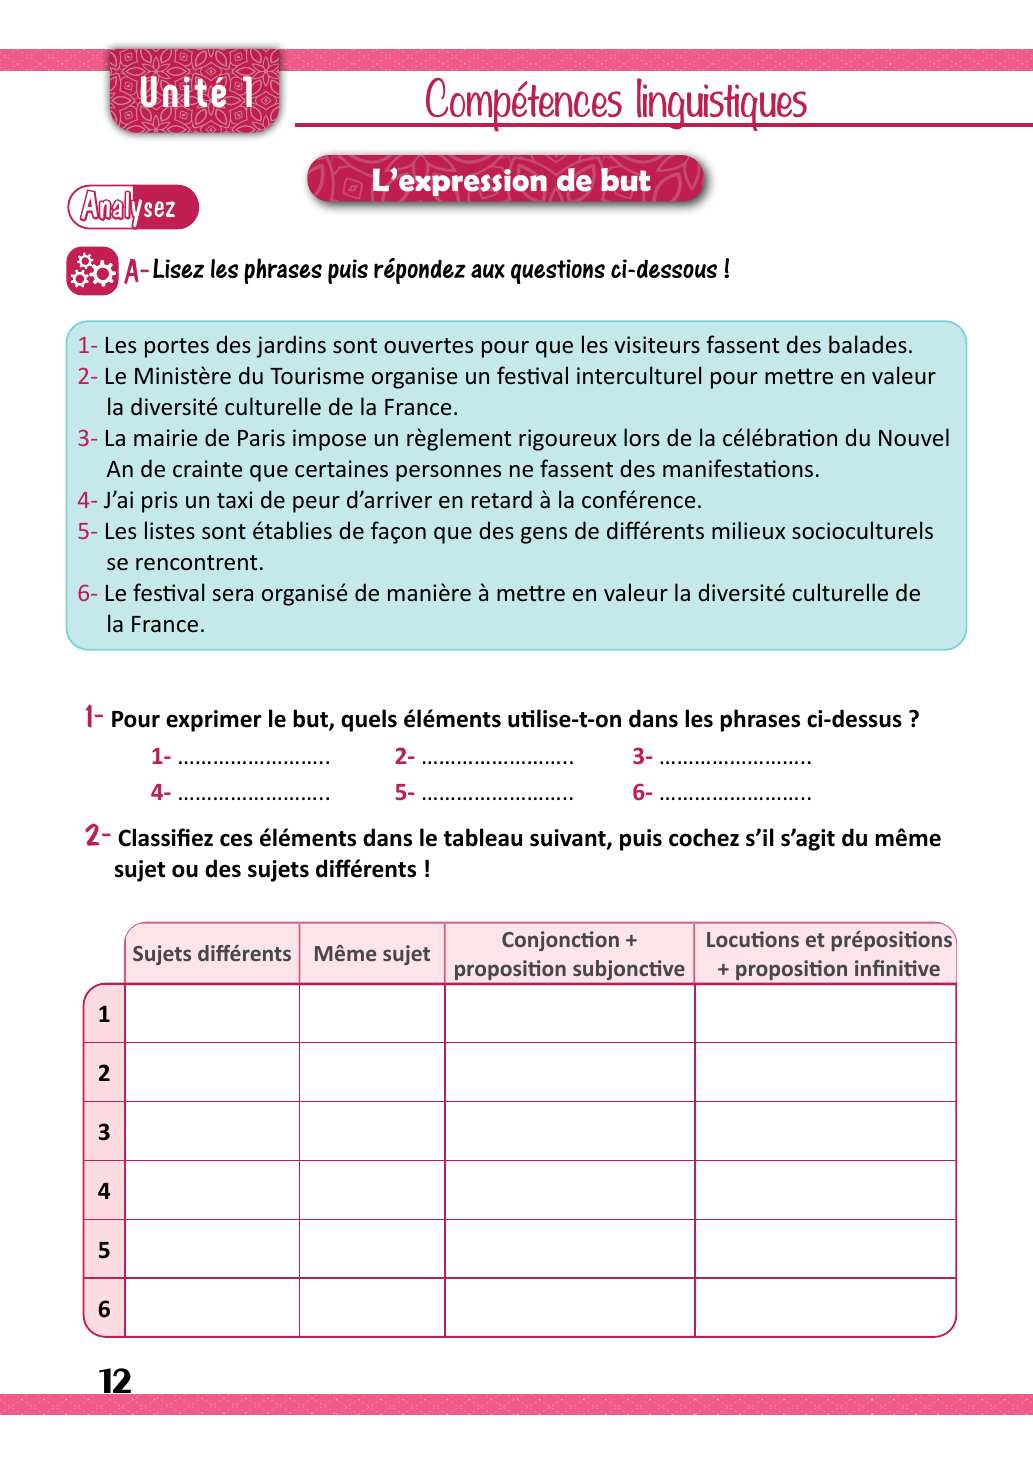 Unité 1
Compétences linguistiques
L'expression de but
Analysez
A- Lisez les phrases puis répondez aux questions ci-dessous !
1- Les portes des jardins sont ouvertes pour que les visiteurs fassent des balades.
2- Le Ministère du Tourisme organise un festival interculturel pour mettre en valeur
la diversité culturelle de la France.
3- La mairie de Paris impose un règlement rigoureux lors de la célébration du Nouvel
An de crainte que certaines personnes ne fassent des manifestations.
4- J'ai pris un taxi de peur d'arriver en retard à la conférence.
5- Les listes sont établies de façon que des gens de différents milieux socioculturels
se rencontrent.
6- Le festival sera organisé de manière à mettre en valeur la diversité culturelle de
la France.
1- Pour exprimer le but, quels éléments utilise-t-on dans les phrases ci-dessus ?
1- .......................... 2- .......................... 3- ..........................
4- .......................... 5- .......................... 6- ..........................
2- Classifiez ces éléments dans le tableau suivant, puis cochez s'il s'agit du même
sujet ou des sujets différents !
Sujets différents Même sujet Conjonction + proposition subjonctive Locutions et prépositions + proposition infinitive
1
2
3
4
5
6
12